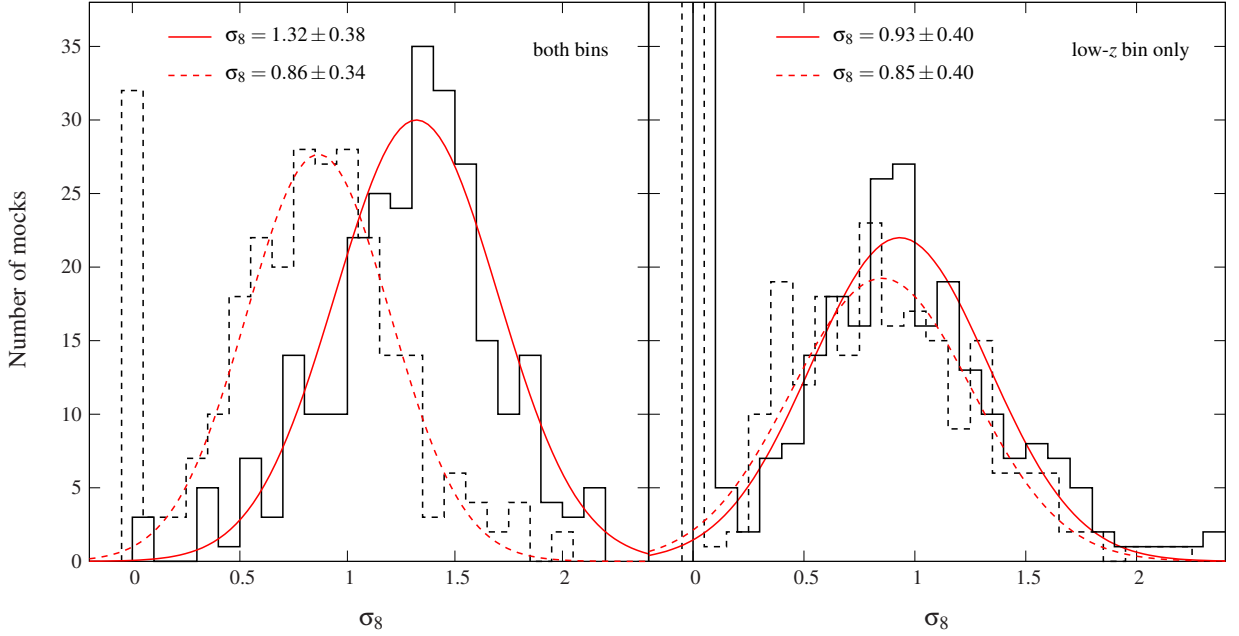 σ8 = 1.32 ± 0.38
σ8 = 0.86 ± 0.34
both bins
σ8 = 0.93 ± 0.40
σ8 = 0.85 ± 0.40
low-z bin only
Number of mocks
35
30
25
20
15
10
5
0
0 0.5 1 1.5 2
0 0.5 1 1.5 2
σ8
σ8